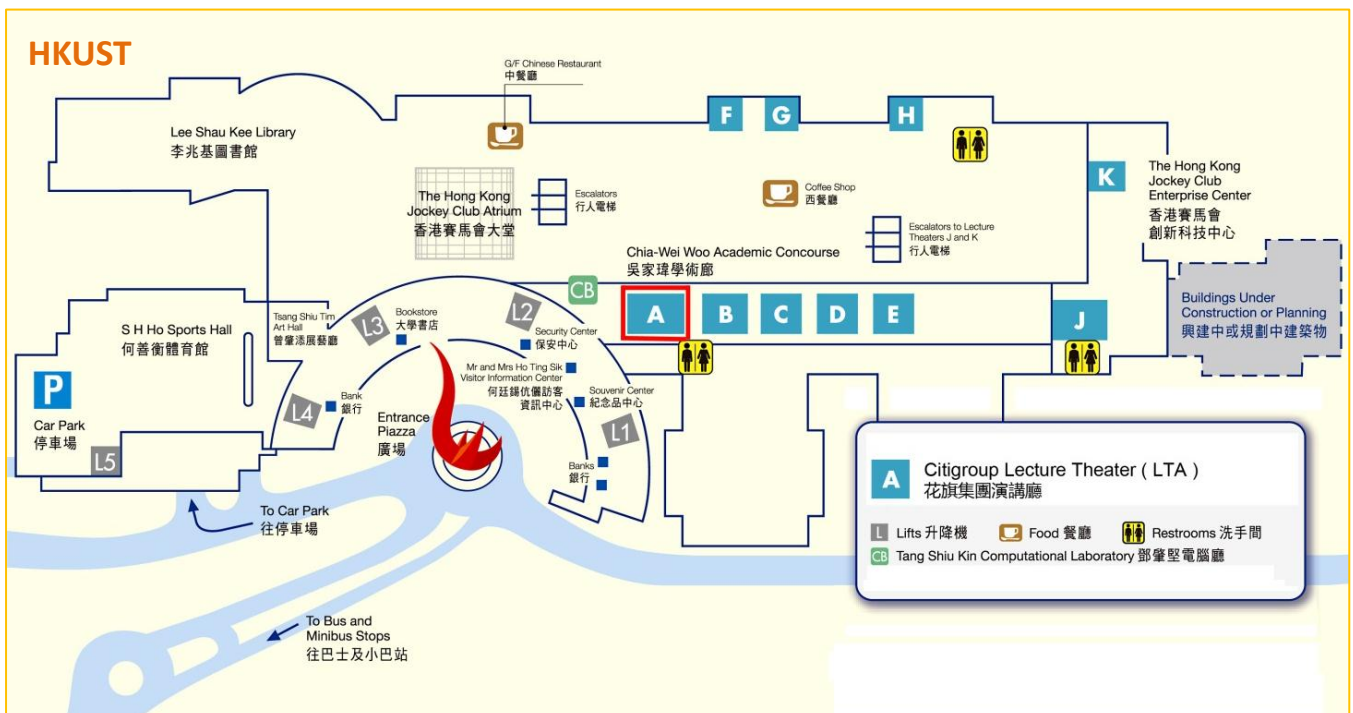 HKUST
G/F Chinese Restaurant
中餐廳
Lee Shau Kee Library
李兆基圖書館
F
G
H
K
The Hong Kong
Jockey Club
Enterprise Center
香港賽馬會
創新科技中心
The Hong Kong
Jockey Club Atrium
香港賽馬會大堂
Escalators
行人電梯
Coffee Shop
西餐廳
Escalators to Lecture
Theaters J and K
行人電梯
Chia-Wei Woo Academic Concourse
吳家瑋學術廊
CB
A
B
C
D
E
J
Buildings Under
Construction or Planning
興建中或規劃中建築物
S H Ho Sports Hall
何善衡體育館
Tsang Shiu Tim
Art Hall
曾肇添展藝廳
L3
Bookstore
大學書店
L2
Security Center
保安中心
Mr and Mrs Ho Ting Sik
Visitor Information Center
何廷錫伉儷訪客
資訊中心
Souvenir Center
紀念品中心
P
Car Park
停車場
L5
L4
Bank
銀行
Entrance
Piazza
廣場
L1
Banks
銀行
To Car Park
往停車場
To Bus and
Minibus Stops
往巴士及小巴站
A
Citigroup Lecture Theater ( LTA )
花旗集團演講廳
L Lifts 升降機 Food 餐廳 Restrooms 洗手間
CB Tang Shiu Kin Computational Laboratory 鄧肇堅電腦廳